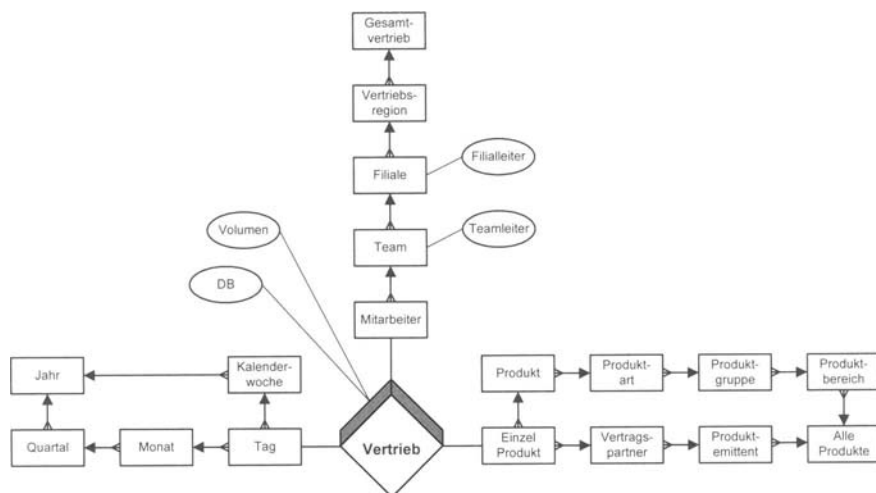 Gesamt-
vertrieb
Vertriebs-
region
Filiale
Filialleiter
Team
Teamleiter
Volumen
DB
Mitarbeiter
Jahr
Kalender-
woche
Quartal
Monat
Tag
Vertrieb
Produkt
Produkt-
art
Produkt-
gruppe
Produkt-
bereich
Einzel
Produkt
Vertrags-
partner
Produkt-
emittent
Alle
Produkte